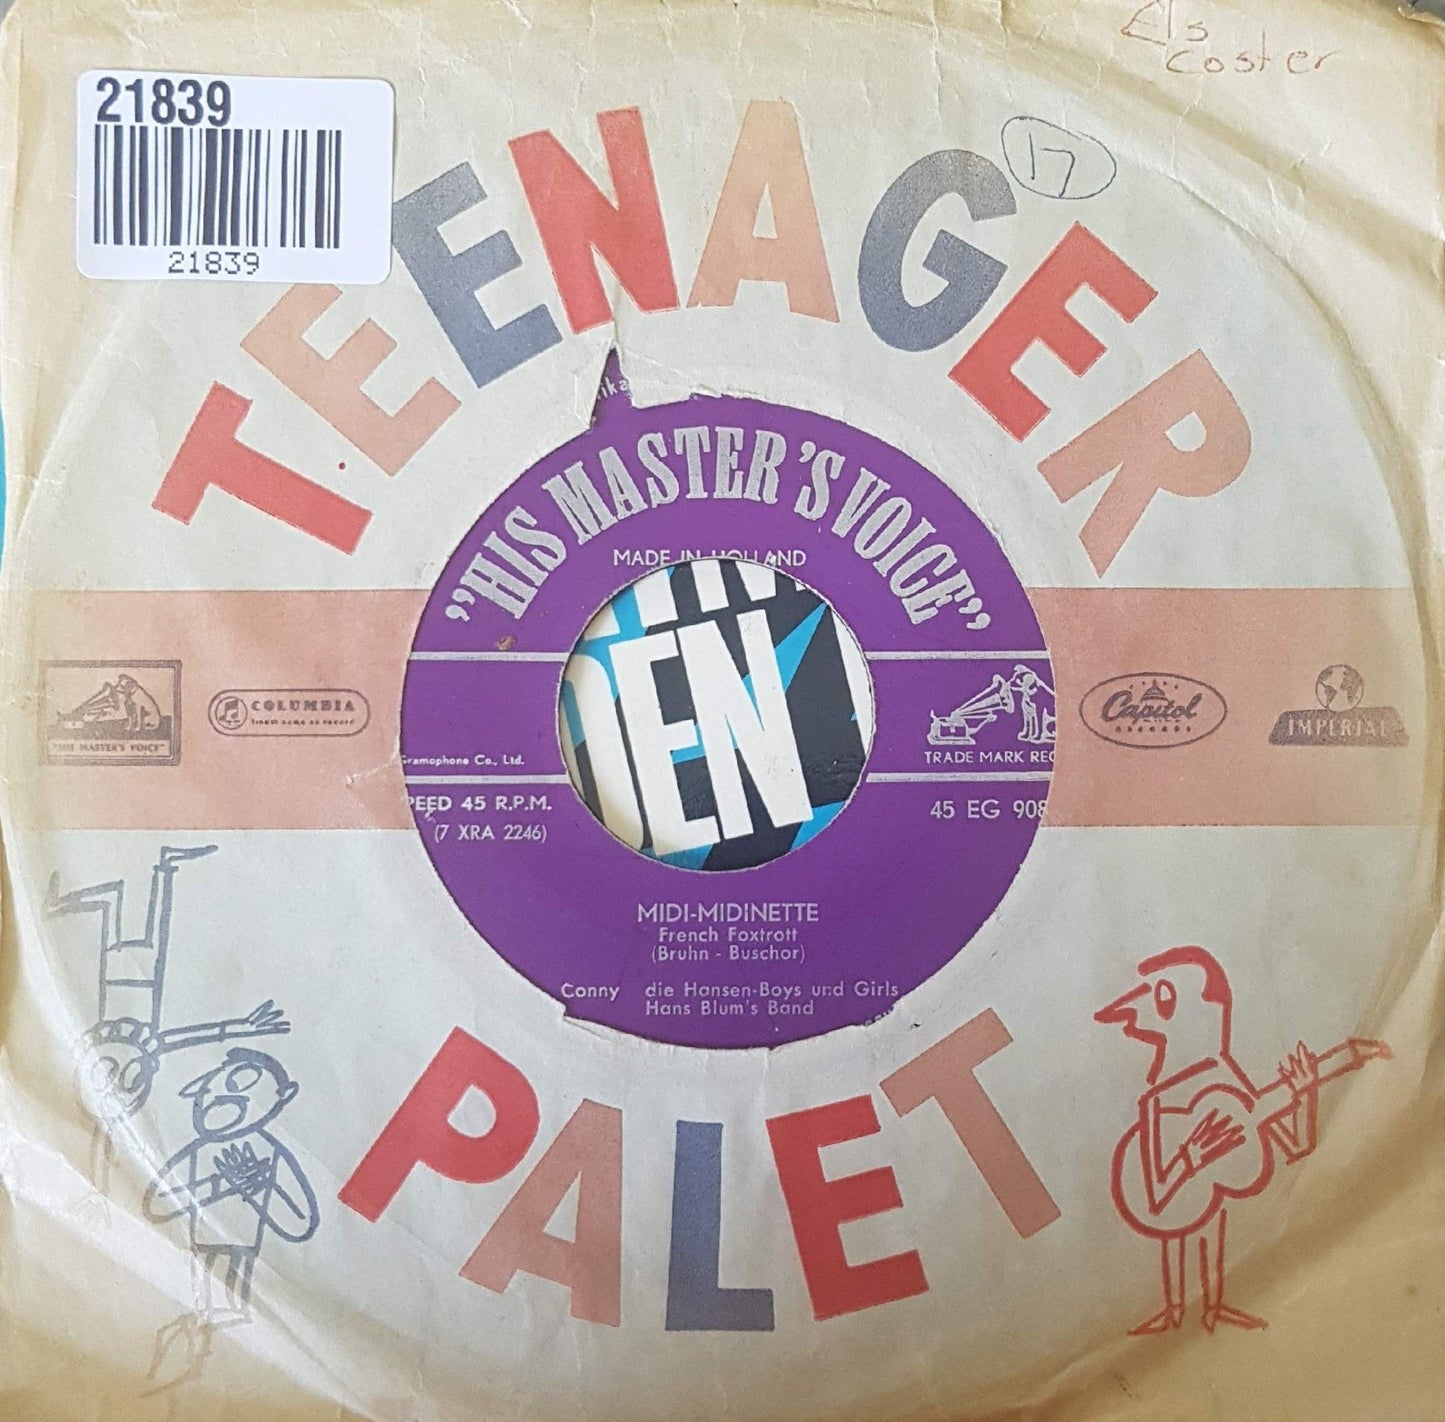 Els
Coster
21839
21839
17
TEENAGER
"HIS MASTER'S VOICE"
MADE IN HOLLAND
DEN
"HIS MASTER'S VOICE"
COLUMBIA
Capitol
RECORDS
IMPERIAL
Gramophone Co., Ltd.
TRADE MARK REG
SPEED 45 R.P.M.
(7 XRA 2246)
45 EG 908
MIDI-MIDINETTE
French Foxtrott
(Bruhn - Buschor)
Conny die Hansen-Boys und Girls
Hans Blum's Band
PALET